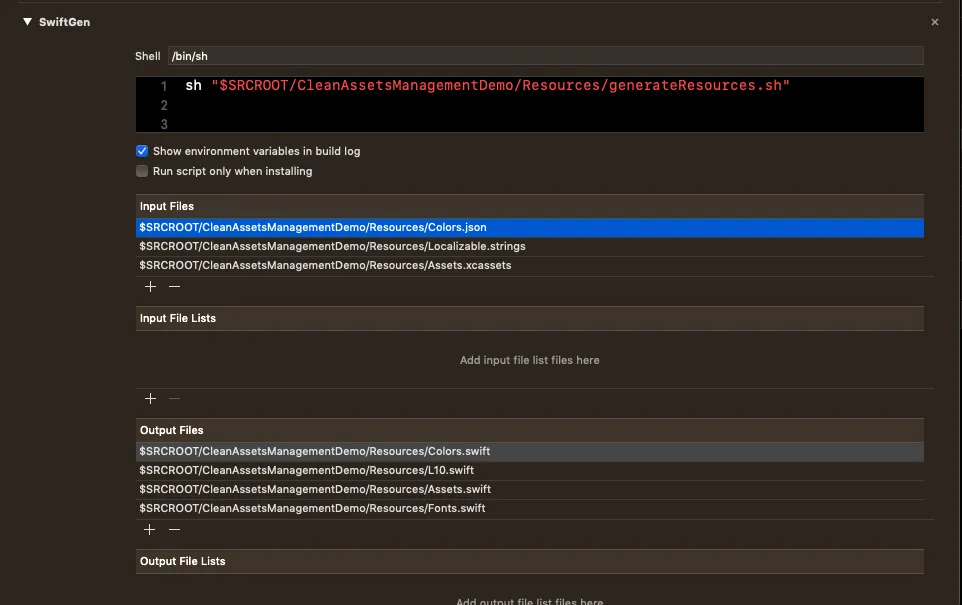 SwiftGen
Shell /bin/sh
1 sh "$SRCROOT/CleanAssetsManagementDemo/Resources/generateResources.sh"
2
3
Show environment variables in build log
Run script only when installing
Input Files
$SRCROOT/CleanAssetsManagementDemo/Resources/Colors.json
$SRCROOT/CleanAssetsManagementDemo/Resources/Localizable.strings
$SRCROOT/CleanAssetsManagementDemo/Resources/Assets.xcassets
Input File Lists
Add input file list files here
Output Files
$SRCROOT/CleanAssetsManagementDemo/Resources/Colors.swift
$SRCROOT/CleanAssetsManagementDemo/Resources/L10.swift
$SRCROOT/CleanAssetsManagementDemo/Resources/Assets.swift
$SRCROOT/CleanAssetsManagementDemo/Resources/Fonts.swift
Output File Lists
Add output file list files here